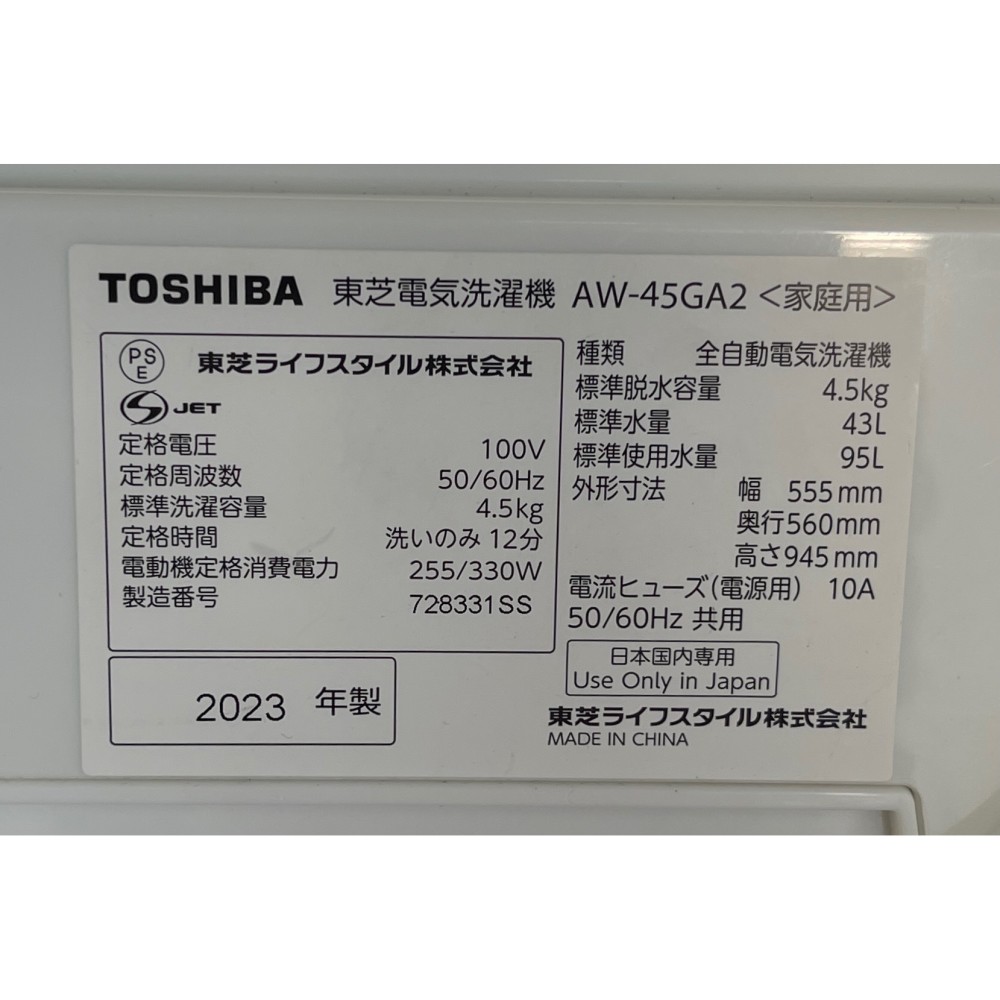 TOSHIBA 東芝電気洗濯機 AW-45GA2 <家庭用>
PSE 東芝ライフスタイル株式会社
S JET
定格電圧 100V
定格周波数 50/60Hz
標準洗濯容量 4.5kg
定格時間 洗いのみ 12分
電動機定格消費電力 255/330W
製造番号 728331SS
2023 年製
種類 全自動電気洗濯機
標準脱水容量 4.5kg
標準水量 43L
標準使用水量 95L
外形寸法 幅 555mm
奥行560mm
高さ945mm
電流ヒューズ(電源用) 10A
50/60Hz 共用
日本国内専用
Use Only in Japan
東芝ライフスタイル株式会社
MADE IN CHINA